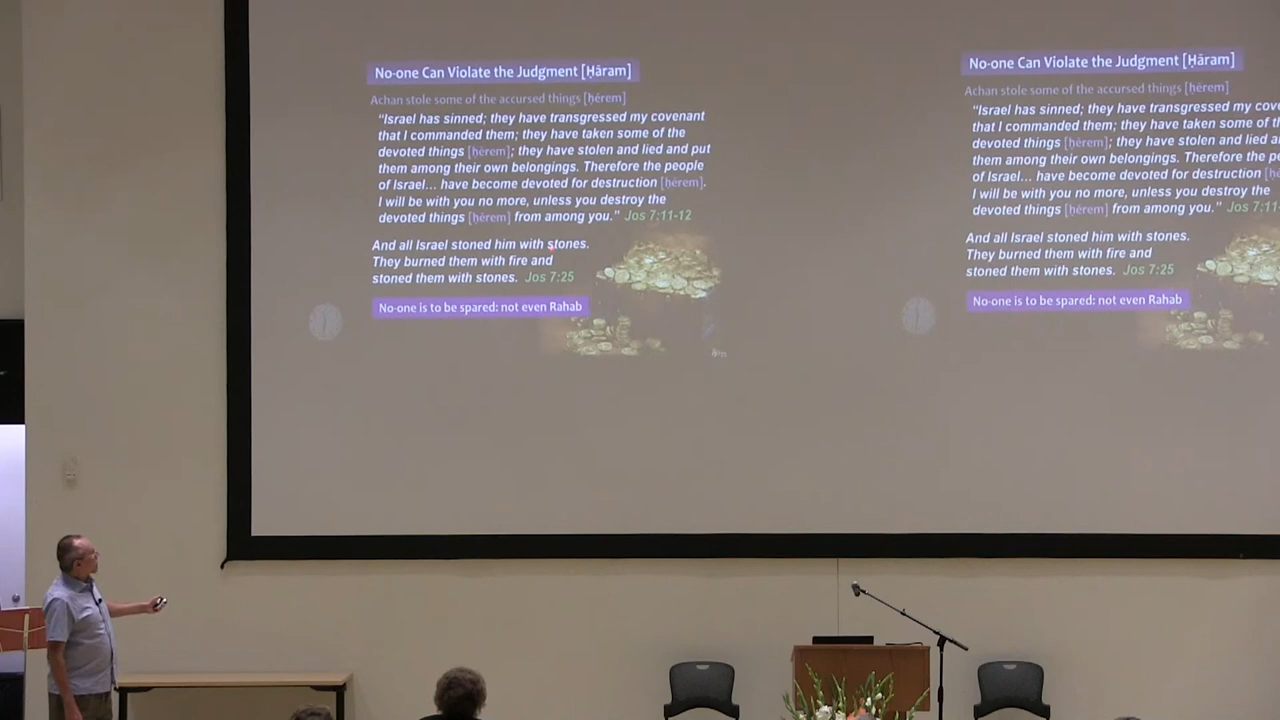 No-one Can Violate the Judgment [Ḥāram]
Achan stole some of the accursed things [ḥērem]
“Israel has sinned; they have transgressed my covenant
that I commanded them; they have taken some of the
devoted things [ḥērem]; they have stolen and lied and put
them among their own belongings. Therefore the people
of Israel... have become devoted for destruction [ḥērem].
I will be with you no more, unless you destroy the
devoted things [ḥērem] from among you.” Jos 7:11-12
And all Israel stoned him with stones.
They burned them with fire and
stoned them with stones. Jos 7:25
No-one is to be spared: not even Rahab
No-one Can Violate the Judgment [Ḥāram]
Achan stole some of the accursed things [ḥērem]
“Israel has sinned; they have transgressed my cov
that I commanded them; they have taken some of t
devoted things [ḥērem]; they have stolen and lied a
them among their own belongings. Therefore the pe
of Israel... have become devoted for destruction [ḥē
I will be with you no more, unless you destroy the
devoted things [ḥērem] from among you.” Jos 7:11-
And all Israel stoned him with stones.
They burned them with fire and
stoned them with stones. Jos 7:25
No-one is to be spared: not even Rahab